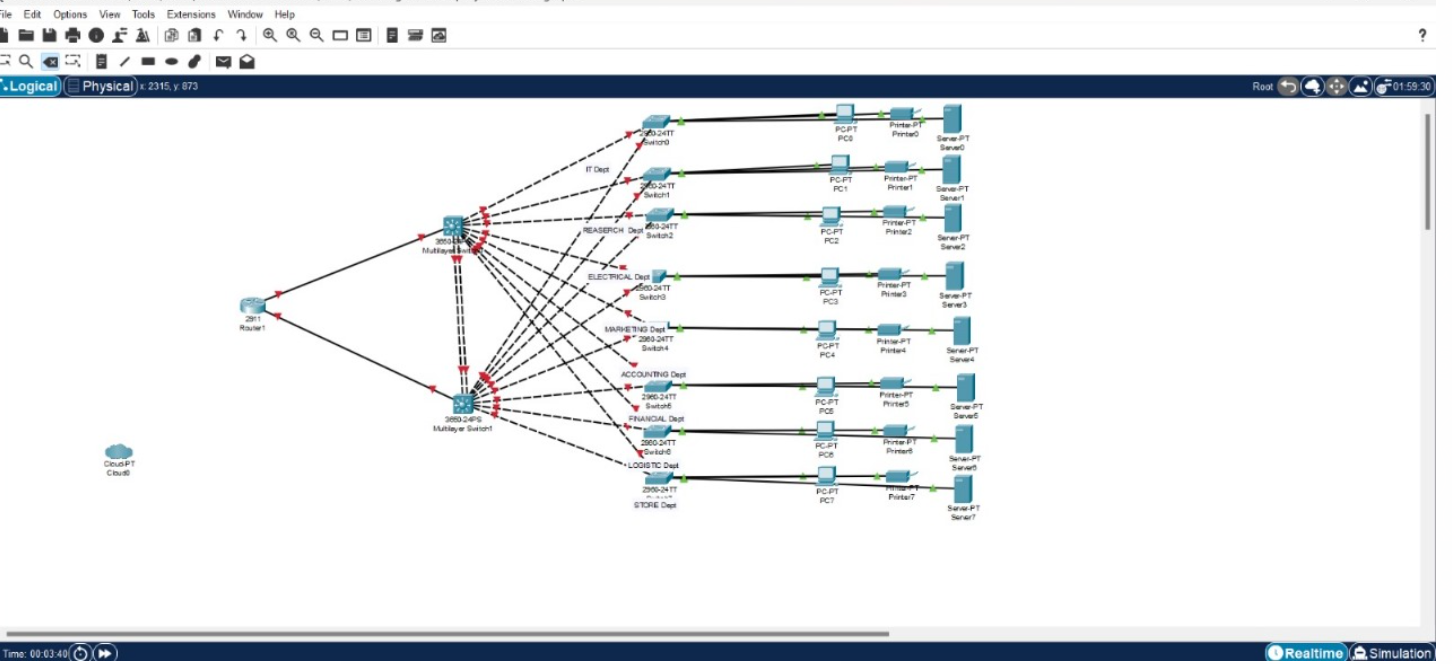 File Edit Options View Tools Extensions Window Help
Logical Physical x: 2315, y: 873
Root 01:59:30
2960-24TT
Switch0
PC-PT
PC0
Printer-PT
Printer0
Server-PT
Server0
IT Dept
2960-24TT
Switch1
PC-PT
PC1
Printer-PT
Printer1
Server-PT
Server1
REASERCH Dept
2960-24TT
Switch2
PC-PT
PC2
Printer-PT
Printer2
Server-PT
Server2
Multilayer Switch0
ELECTRICAL Dept
2960-24TT
Switch3
PC-PT
PC3
Printer-PT
Printer3
Server-PT
Server3
2911
Router1
MARKETING Dept
2960-24TT
Switch4
PC-PT
PC4
Printer-PT
Printer4
Server-PT
Server4
ACCOUNTING Dept
2960-24TT
Switch5
PC-PT
PC5
Printer-PT
Printer5
Server-PT
Server5
3650-24PS
Multilayer Switch1
FINANCIAL Dept
2960-24TT
Switch6
PC-PT
PC6
Printer-PT
Printer6
Server-PT
Server6
Cloud-PT
Cloud0
LOGISTIC Dept
2960-24TT
PC-PT
PC7
Printer-PT
Printer7
Server-PT
Server7
STORE Dept
Time: 00:03:40
Realtime Simulation